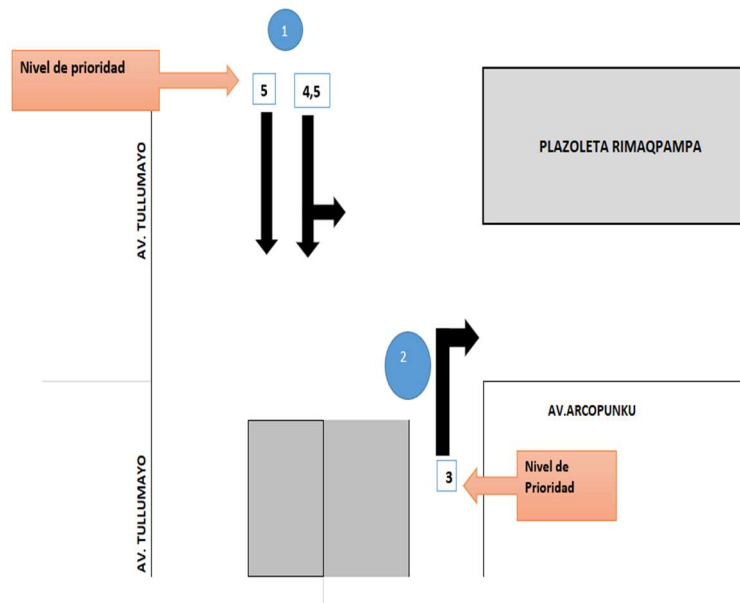 1
Nivel de prioridad
5
4,5
AV. TULLUMAYO
PLAZOLETA RIMAQPAMPA
2
AV.ARCOPUNKU
AV. TULLUMAYO
3
Nivel de
Prioridad